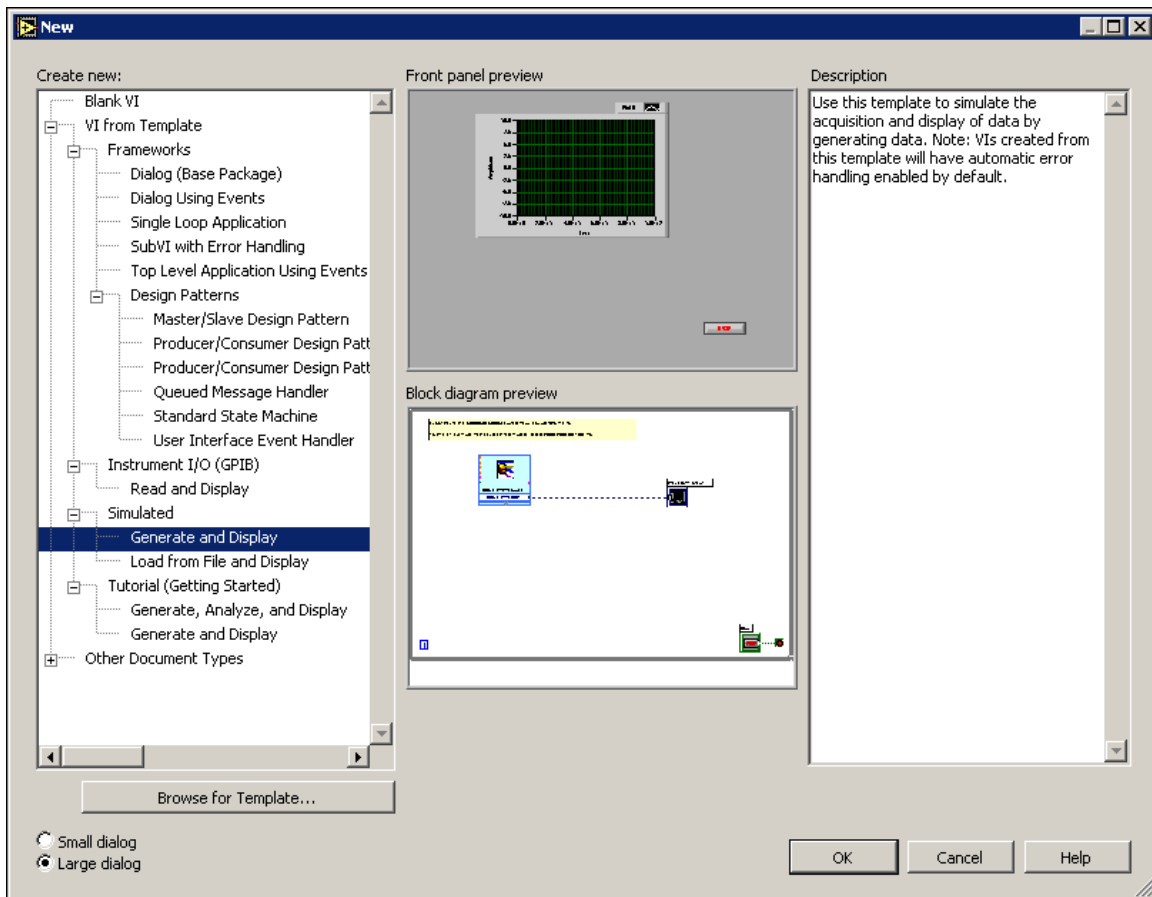 New
Create new:
Blank VI
VI from Template
Frameworks
Dialog (Base Package)
Dialog Using Events
Single Loop Application
SubVI with Error Handling
Top Level Application Using Events
Design Patterns
Master/Slave Design Pattern
Producer/Consumer Design Patt
Producer/Consumer Design Patt
Queued Message Handler
Standard State Machine
User Interface Event Handler
Instrument I/O (GPIB)
Read and Display
Simulated
Generate and Display
Load from File and Display
Tutorial (Getting Started)
Generate, Analyze, and Display
Generate and Display
Other Document Types
Browse for Template...
Small dialog
Large dialog
Front panel preview
STOP
Block diagram preview
i
Description
Use this template to simulate the
acquisition and display of data by
generating data. Note: VIs created from
this template will have automatic error
handling enabled by default.
OK
Cancel
Help